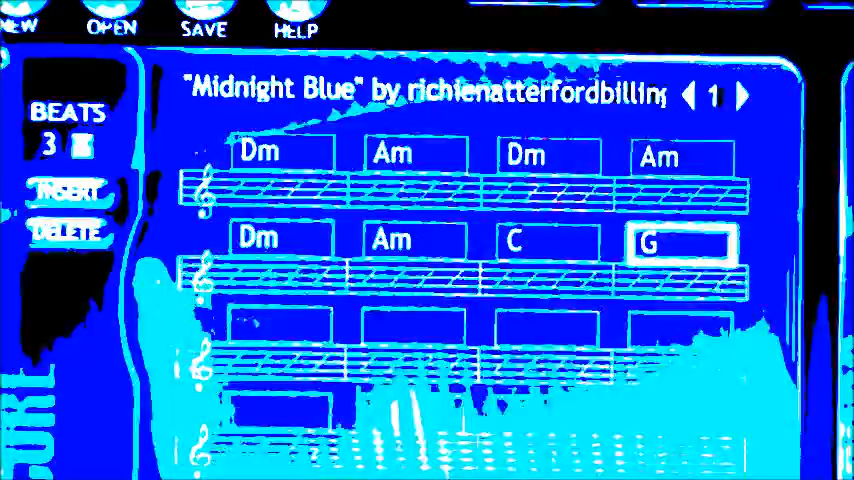 NEW OPEN SAVE HELP
"Midnight Blue" by richienatterfordbilling 1
BEATS
3
INSERT
DELETE
Dm Am Dm Am
Dm Am C G